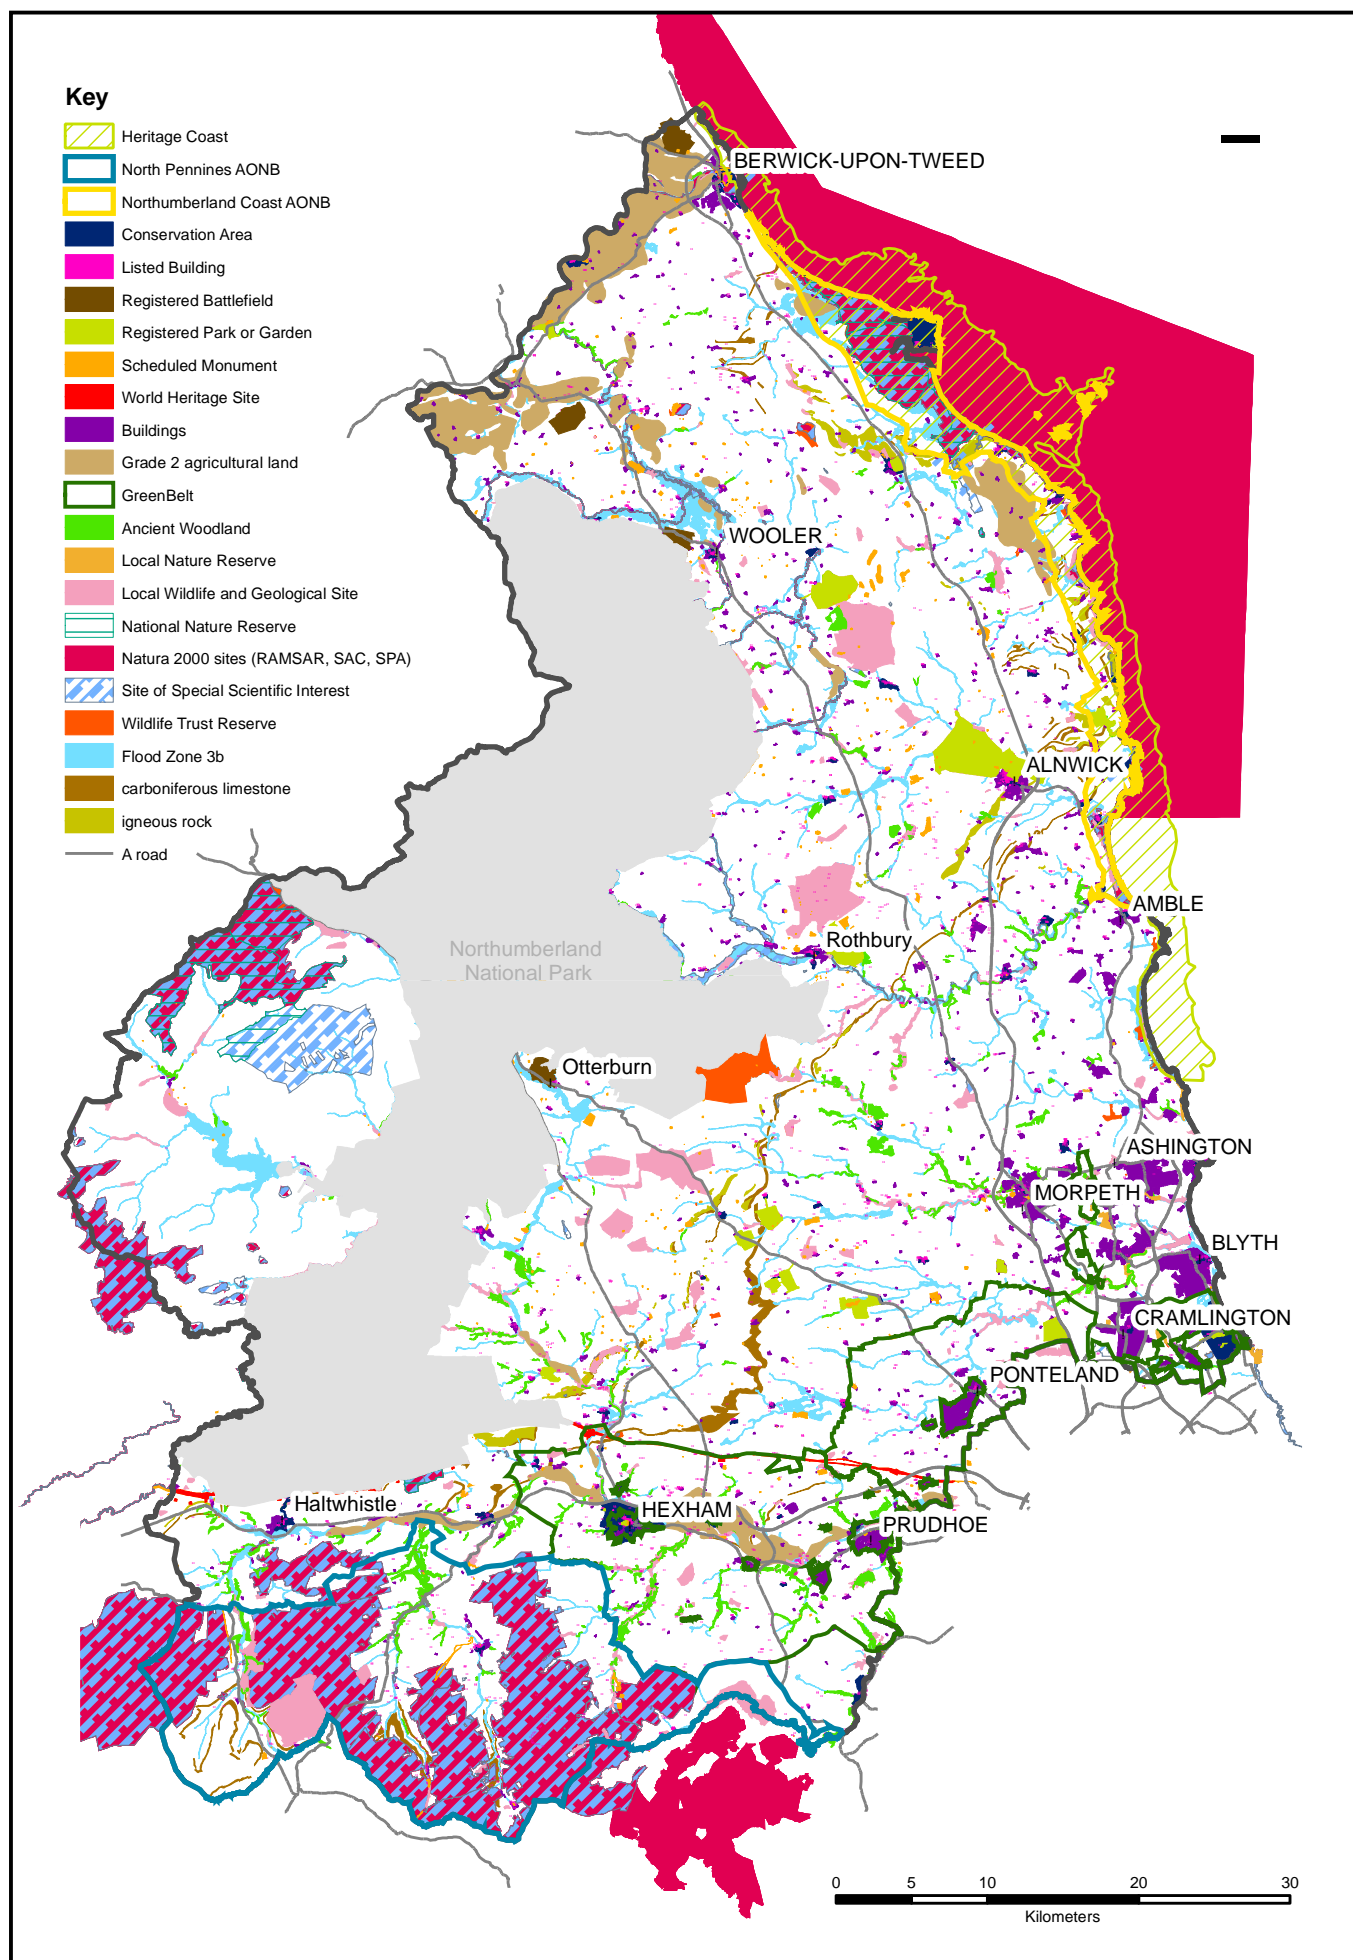 Key
Heritage Coast
North Pennines AONB
Northumberland Coast AONB
Conservation Area
Listed Building
Registered Battlefield
Registered Park or Garden
Scheduled Monument
World Heritage Site
Buildings
Grade 2 agricultural land
GreenBelt
Ancient Woodland
Local Nature Reserve
Local Wildlife and Geological Site
National Nature Reserve
Natura 2000 sites (RAMSAR, SAC, SPA)
Site of Special Scientific Interest
Wildlife Trust Reserve
Flood Zone 3b
carboniferous limestone
igneous rock
A road
BERWICK-UPON-TWEED
WOOLER
ALNWICK
AMBLE
Rothbury
Northumberland
National Park
Otterburn
ASHINGTON
MORPETH
BLYTH
CRAMLINGTON
PONTELAND
Haltwhistle
HEXHAM
PRUDHOE
0 5 10 20 30
Kilometers